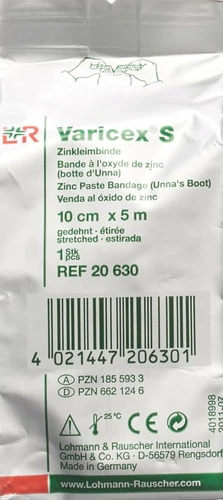 L&R
Varicex® S
Zinkleimbinde
Bande à l'oxyde de zinc
(botte d'Unna)
Zinc Paste Bandage (Unna's Boot)
Venda al óxido de zinc
10 cm x 5 m
gedehnt · étirée
stretched · estirada
1 Stk
pcs
REF 20 630
4 021447 206301
A PZN 185 593 3
D PZN 662 124 6
25°C
Lohmann & Rauscher International
GmbH & Co. KG · D-56579 Rengsdorf
Made in Germany
www.Lohmann-Rauscher.com
4018998
2011-07